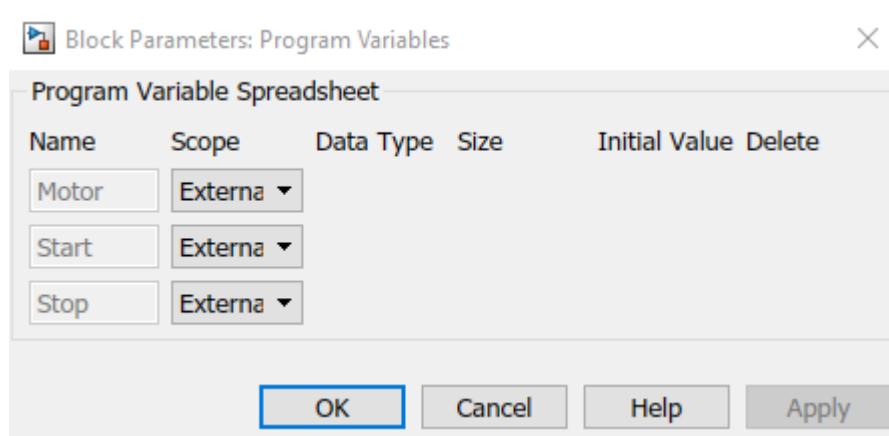 Block Parameters: Program Variables
Program Variable Spreadsheet
Name Scope Data Type Size Initial Value Delete
Motor Externa
Start Externa
Stop Externa
OK Cancel Help Apply